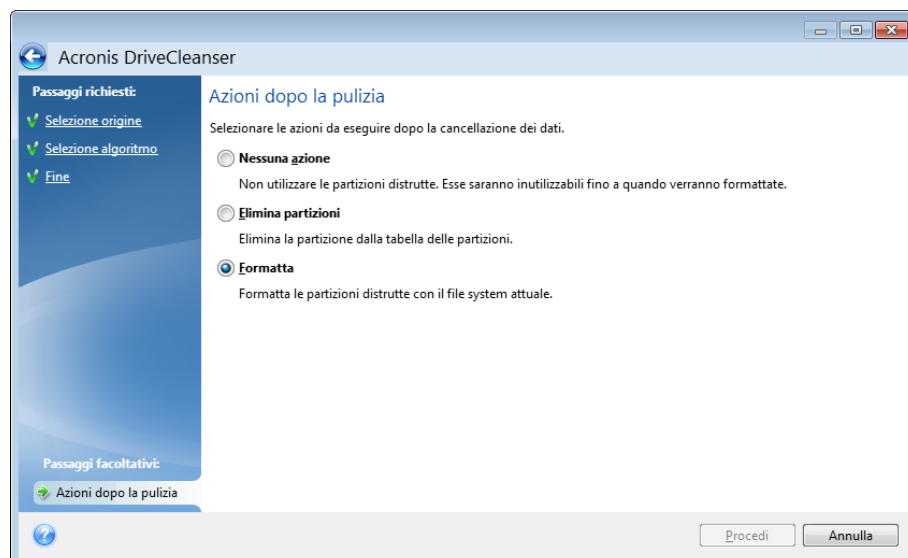 Acronis DriveCleanser
Passaggi richiesti:
Selezione origine
Selezione algoritmo
Fine
Azioni dopo la pulizia
Selezionare le azioni da eseguire dopo la cancellazione dei dati.
Nessuna azione
Non utilizzare le partizioni distrutte. Esse saranno inutilizzabili fino a quando verranno formattate.
Elimina partizioni
Elimina la partizione dalla tabella delle partizioni.
Formatta
Formatta le partizioni distrutte con il file system attuale.
Passaggi facoltativi:
Azioni dopo la pulizia
Procedi
Annulla